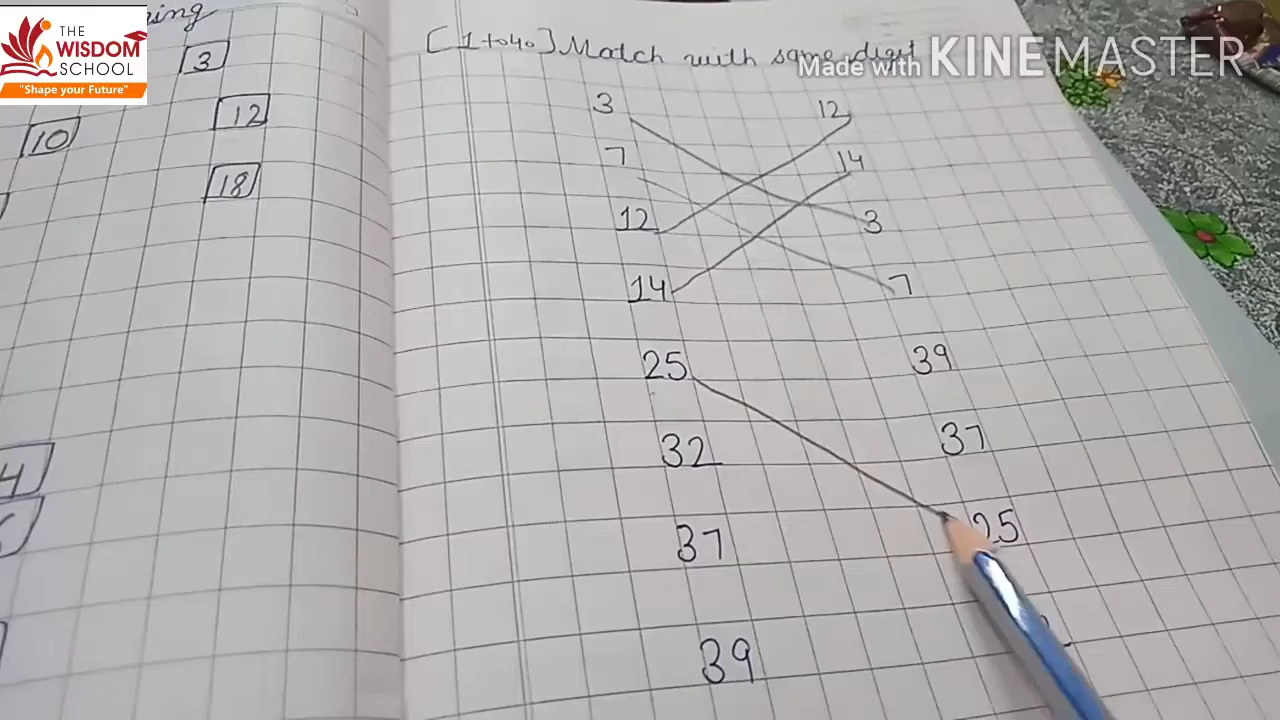 THE
WISDOM
SCHOOL
"Shape your Future"
Made with KINEMASTER
3
12
10
18
[1 to 40] Match with same digit
3 12
7 14
12 3
14 7
25 39
32 37
37 25
39